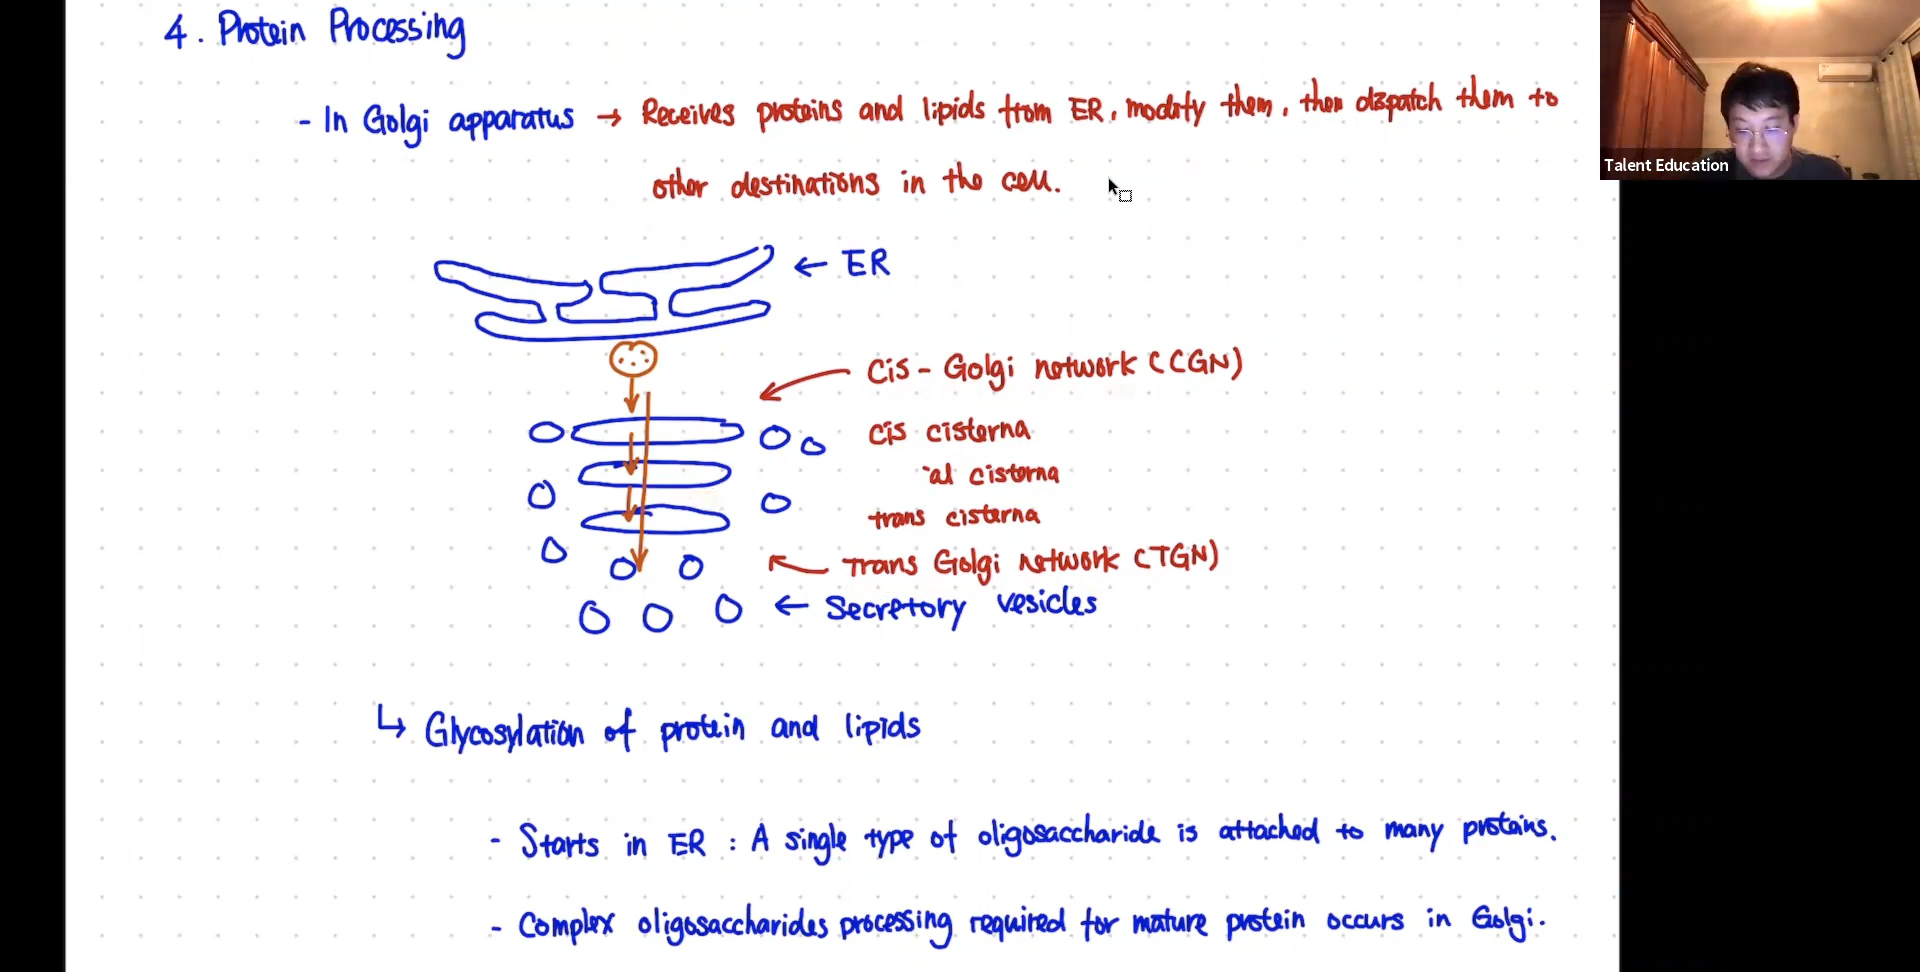 4. Protein Processing
- In Golgi apparatus → Receives proteins and lipids from ER, modify them, then dispatch them to
other destinations in the cell.
Talent Education
← ER
Cis - Golgi network (CGN)
cis cisterna
al cisterna
trans cisterna
Trans Golgi network (TGN)
← Secretory vesicles
↳ Glycosylation of protein and lipids
- Starts in ER : A single type of oligosaccharide is attached to many proteins.
- Complex oligosaccharides processing required for mature protein occurs in Golgi.